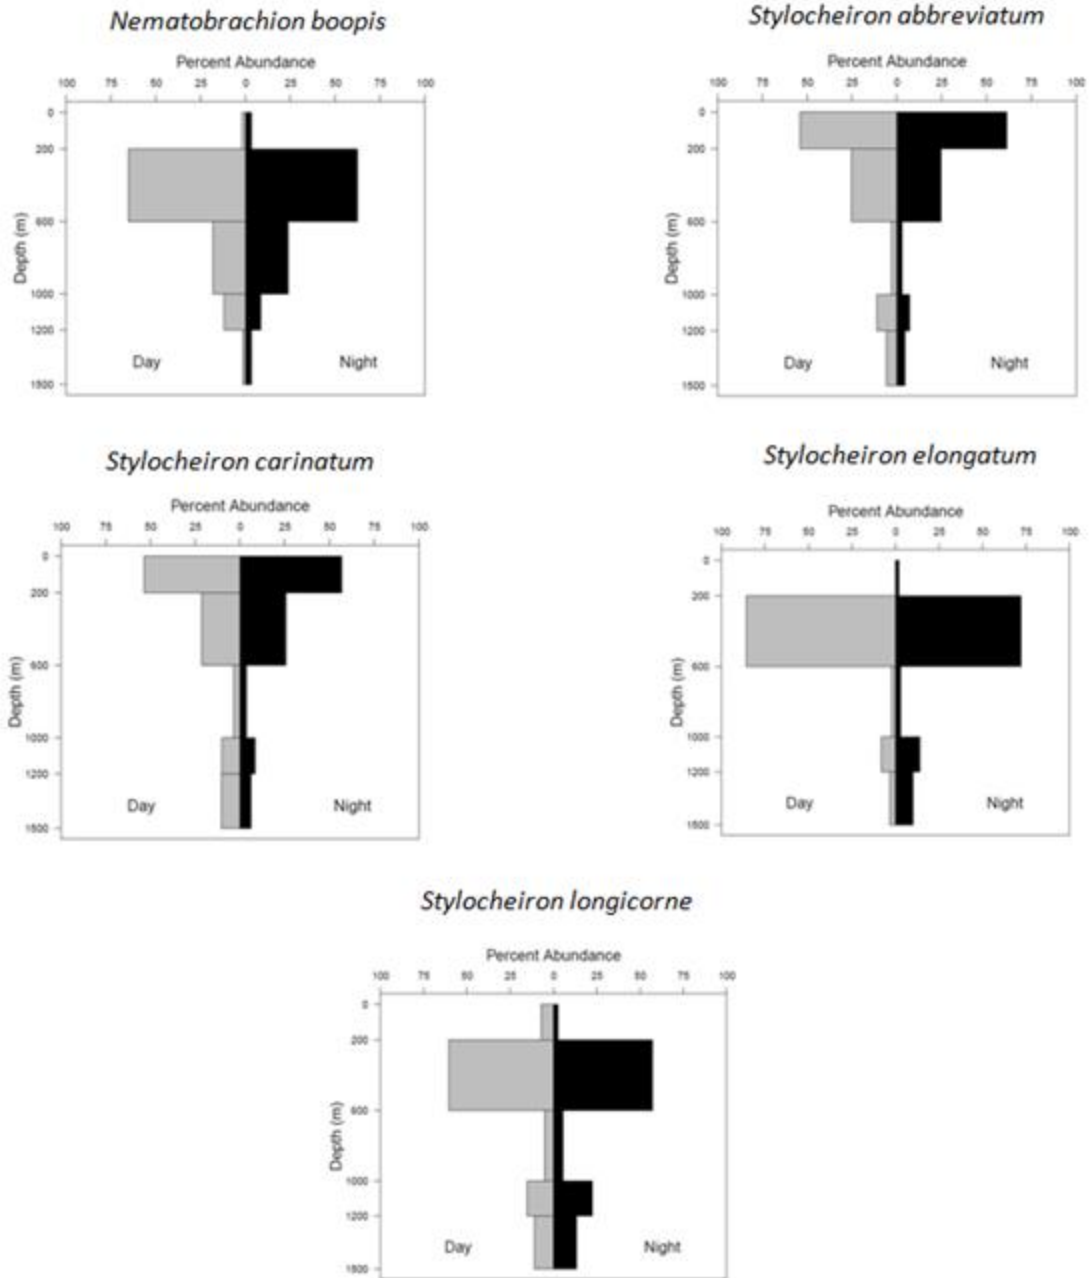 Nematobrachion boopis
Percent Abundance
100 75 50 25 0 25 50 75 100
0
200
600
1000
1200
1500
Depth (m)
Day Night
Stylocheiron abbreviatum
Percent Abundance
100 75 50 25 0 25 50 75 100
0
200
600
1000
1200
1500
Depth (m)
Day Night
Stylocheiron carinatum
Percent Abundance
100 75 50 25 0 25 50 75 100
0
200
600
1000
1200
1500
Depth (m)
Day Night
Stylocheiron elongatum
Percent Abundance
100 75 50 25 0 25 50 75 100
0
200
600
1000
1200
1500
Depth (m)
Day Night
Stylocheiron longicorne
Percent Abundance
100 75 50 25 0 25 50 75 100
0
200
600
1000
1200
1500
Depth (m)
Day Night